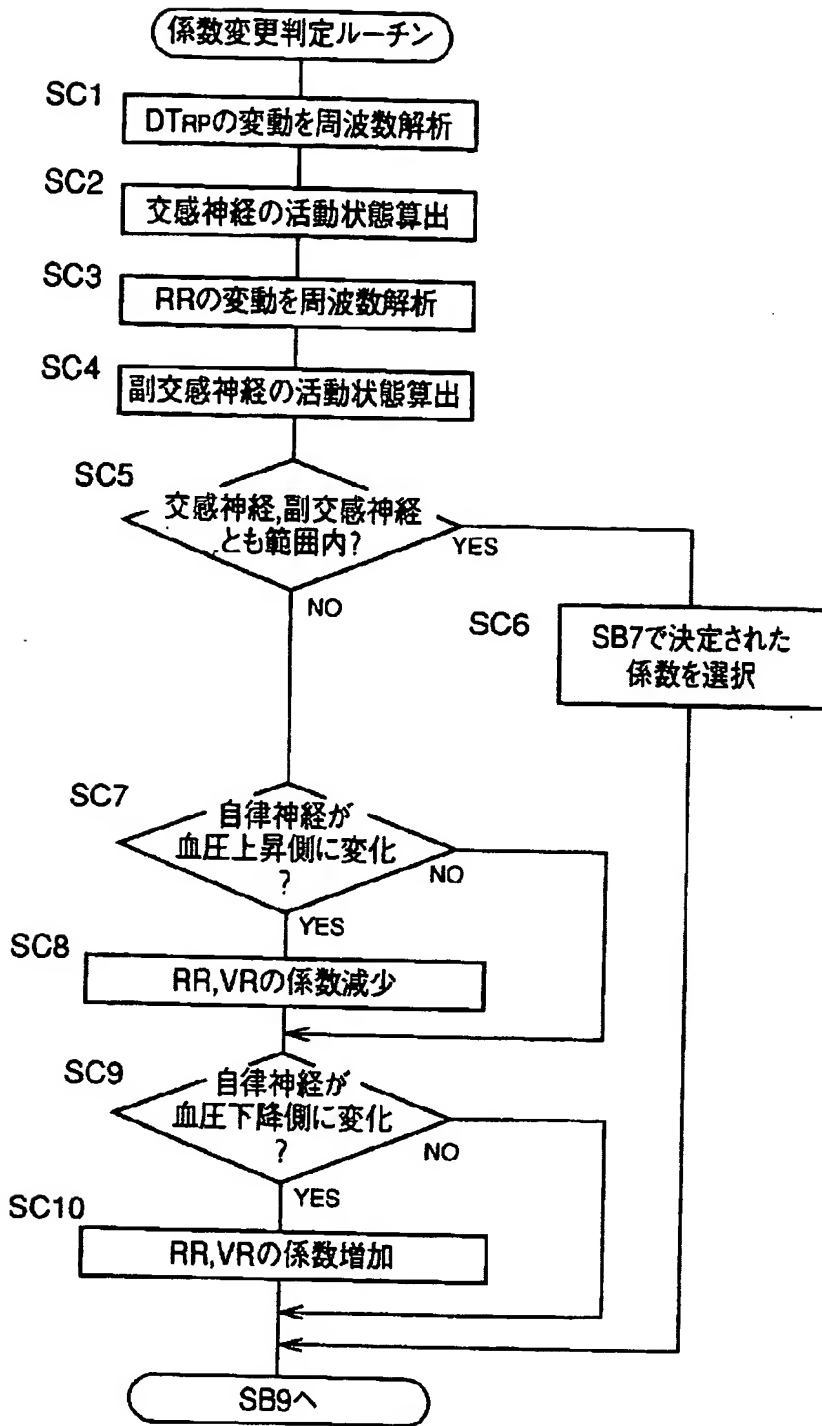 係数変更判定ルーチン
SC1
DTRPの変動を周波数解析
SC2
交感神経の活動状態算出
SC3
RRの変動を周波数解析
SC4
副交感神経の活動状態算出
SC5
交感神経,副交感神経
とも範囲内?
YES
NO
SC6
SB7で決定された
係数を選択
SC7
自律神経が
血圧上昇側に変化
?
NO
YES
SC8
RR,VRの係数減少
SC9
自律神経が
血圧下降側に変化
?
NO
YES
SC10
RR,VRの係数増加
SB9へ